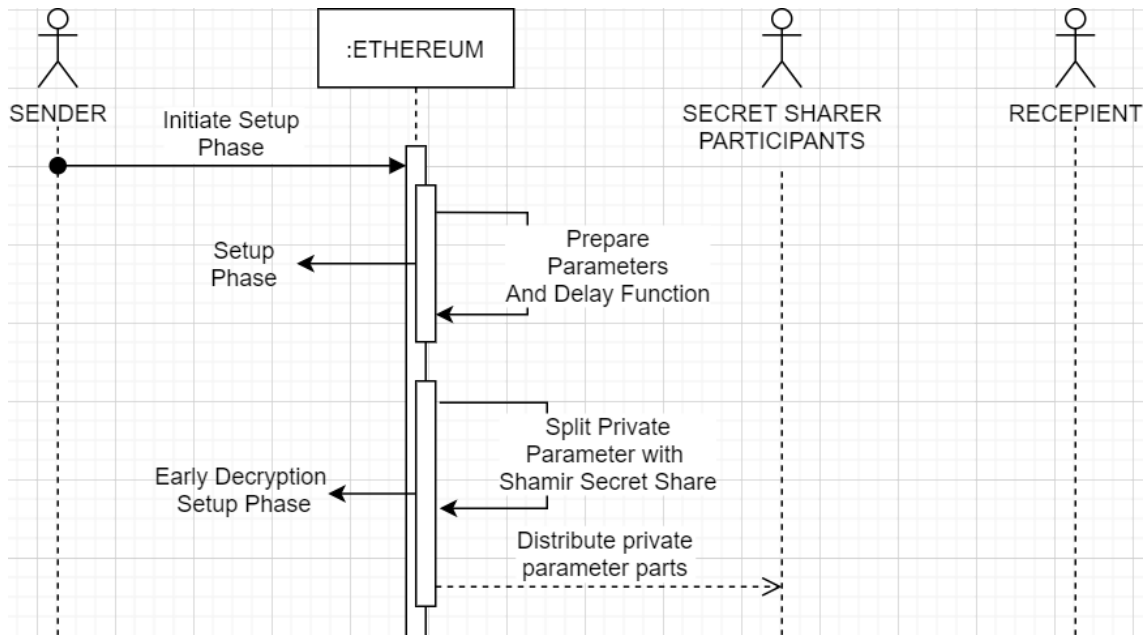 :ETHEREUM
SENDER
SECRET SHARER
PARTICIPANTS
RECEPIENT
Initiate Setup
Phase
Prepare
Parameters
And Delay Function
Setup
Phase
Split Private
Parameter with
Shamir Secret Share
Early Decryption
Setup Phase
Distribute private
parameter parts